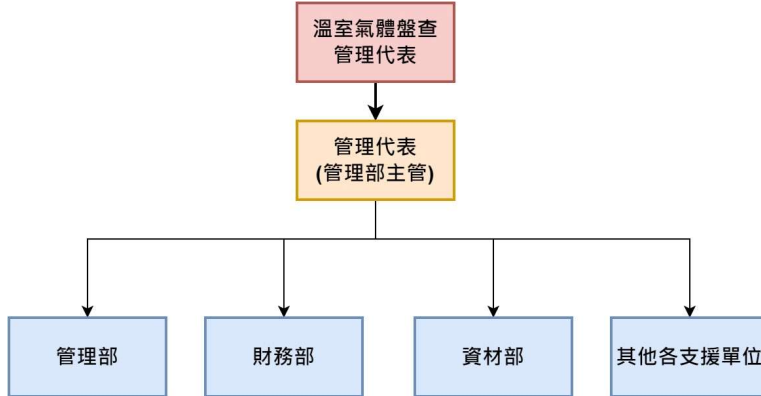 溫室氣體盤查
管理代表
管理代表
(管理部主管)
管理部
財務部
資材部
其他各支援單位